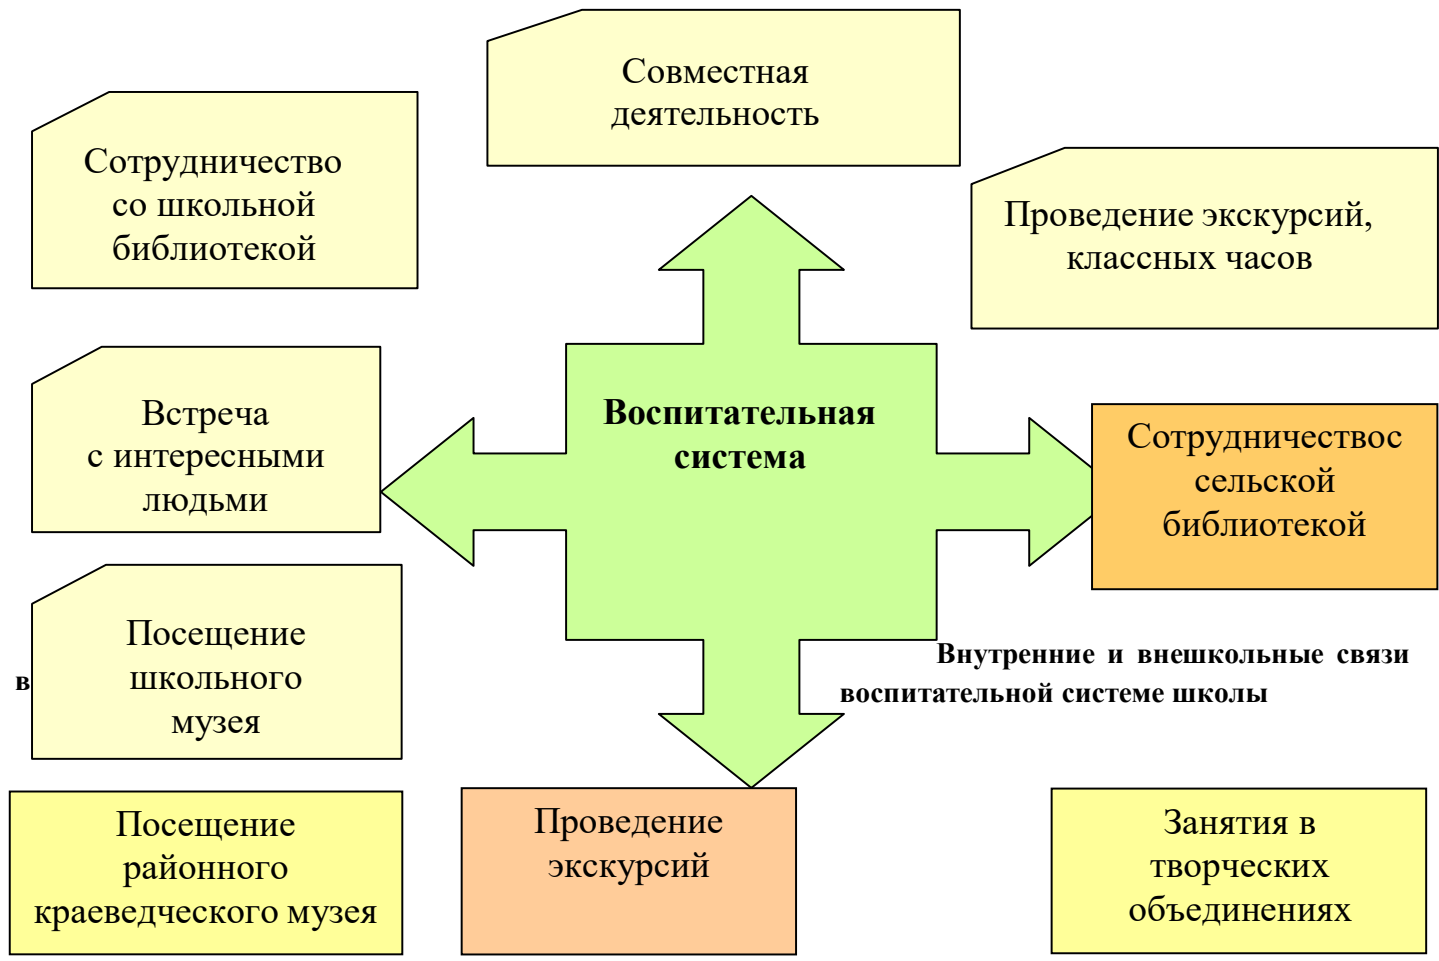 Совместная
деятельность
Сотрудничество
со школьной
библиотекой
Проведение экскурсий,
классных часов
Встреча
с интересными
людьми
Воспитательная
система
Сотрудничествос
сельской
библиотекой
Посещение
школьного
музея
Внутренние и внешкольные связи
в
воспитательной системе школы
Посещение
районного
краеведческого музея
Проведение
экскурсий
Занятия в
творческих
объединениях